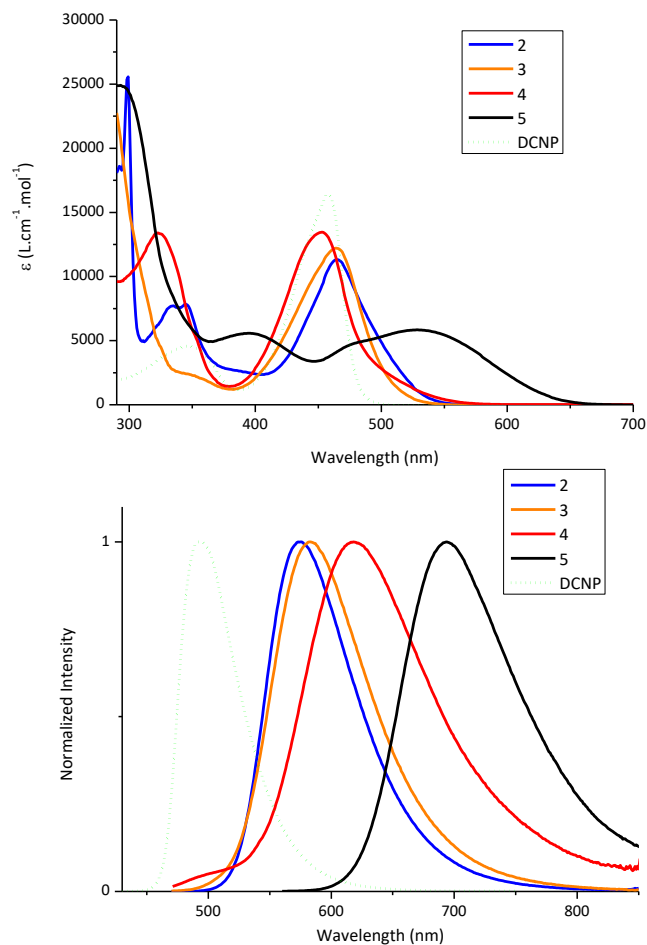 30000
25000
20000
15000
10000
5000
0
ε (L.cm⁻¹.mol⁻¹)
2
3
4
5
DCNP
300 400 500 600 700
Wavelength (nm)
2
3
4
5
DCNP
1
0
Normalized Intensity
500 600 700 800
Wavelength (nm)